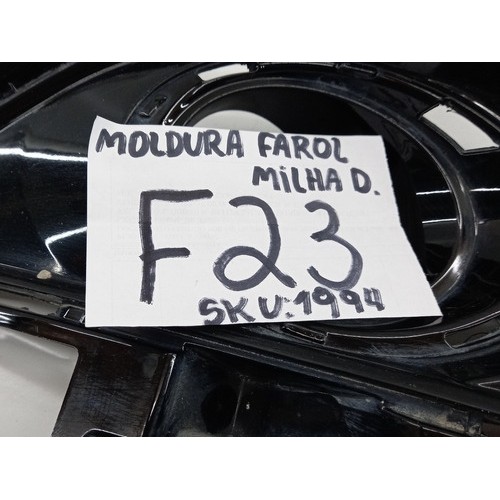 MOLDURA FAROL
MILHA D.
F23
SKU:1994